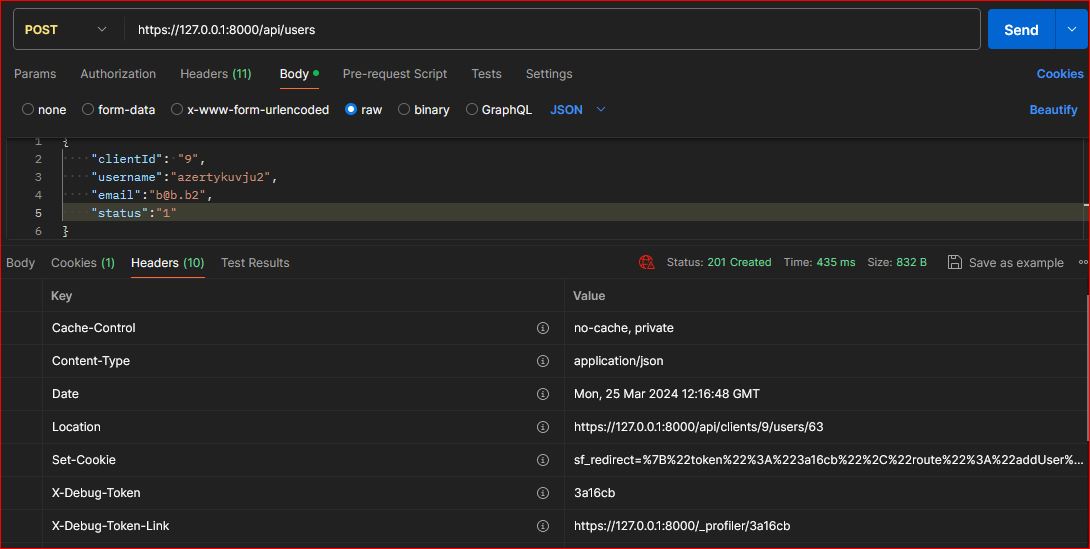 POST https://127.0.0.1:8000/api/users Send
Params Authorization Headers (11) Body Pre-request Script Tests Settings Cookies
none form-data x-www-form-urlencoded raw binary GraphQL JSON Beautify
1 {
2 "clientId": "9",
3 "username":"azertykuvju2",
4 "email":"b@b.b2",
5 "status":"1"
6 }
Body Cookies (1) Headers (10) Test Results Status: 201 Created Time: 435 ms Size: 832 B Save as example
Key Value
Cache-Control no-cache, private
Content-Type application/json
Date Mon, 25 Mar 2024 12:16:48 GMT
Location https://127.0.0.1:8000/api/clients/9/users/63
Set-Cookie sf_redirect=%7B%22token%22%3A%223a16cb%22%2C%22route%22%3A%22addUser%...
X-Debug-Token 3a16cb
X-Debug-Token-Link https://127.0.0.1:8000/_profiler/3a16cb